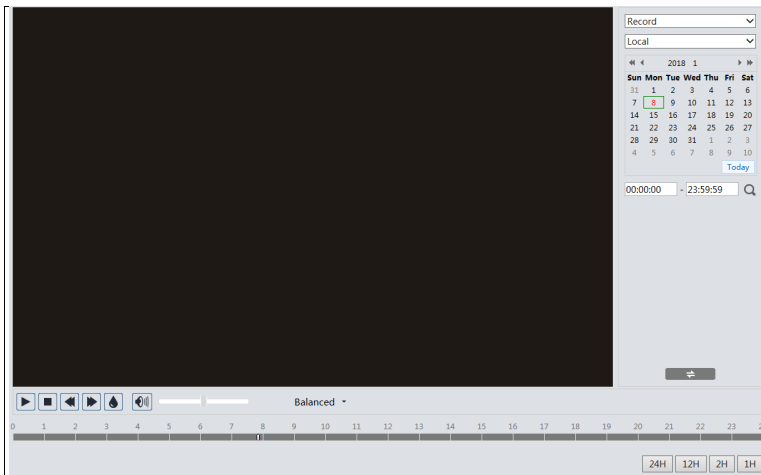 Record
Local
2018 1
Sun Mon Tue Wed Thu Fri Sat
31 1 2 3 4 5 6
7 8 9 10 11 12 13
14 15 16 17 18 19 20
21 22 23 24 25 26 27
28 29 30 31 1 2 3
4 5 6 7 8 9 10
Today
00:00:00 - 23:59:59
Balanced
0 1 2 3 4 5 6 7 8 9 10 11 12 13 14 15 16 17 18 19 20 21 22 23 2
24H 12H 2H 1H